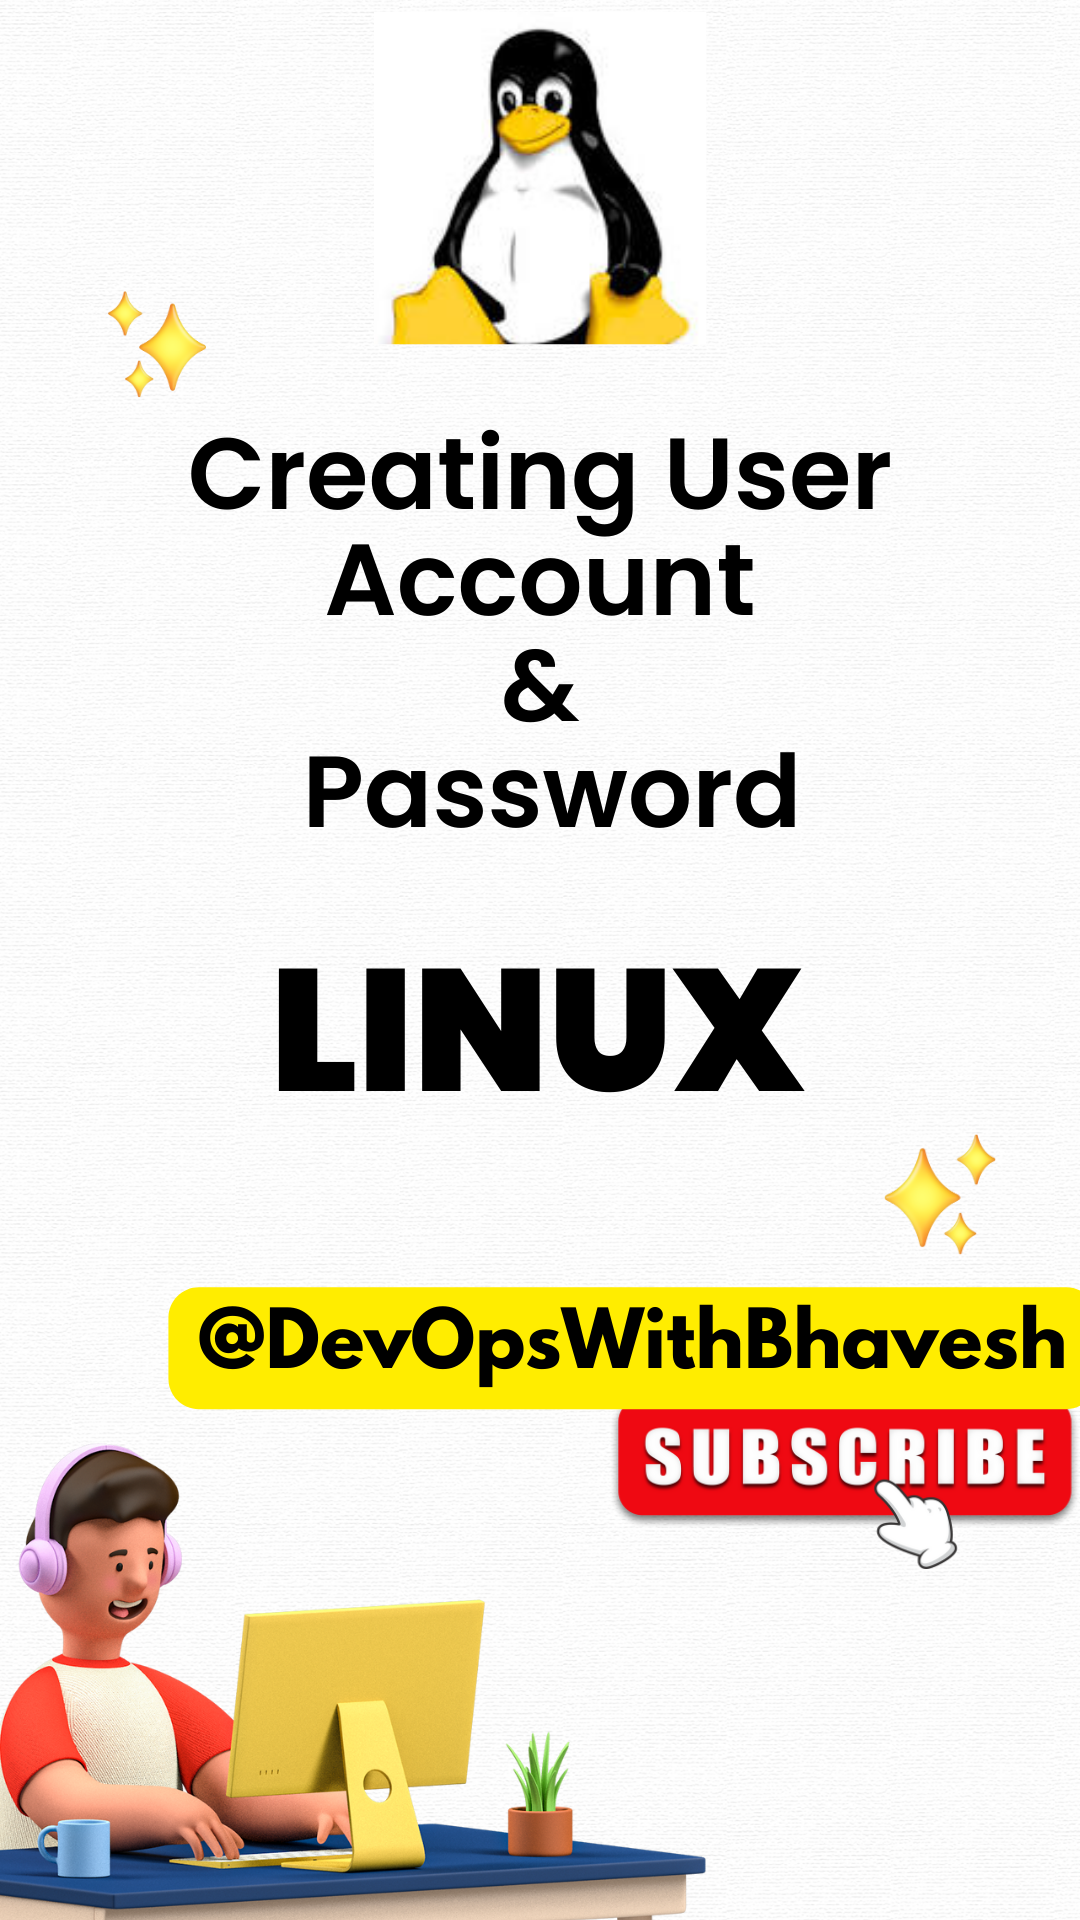 Creating User
Account
&
Password
LINUX
@DevOpsWithBhavesh
SUBSCRIBE